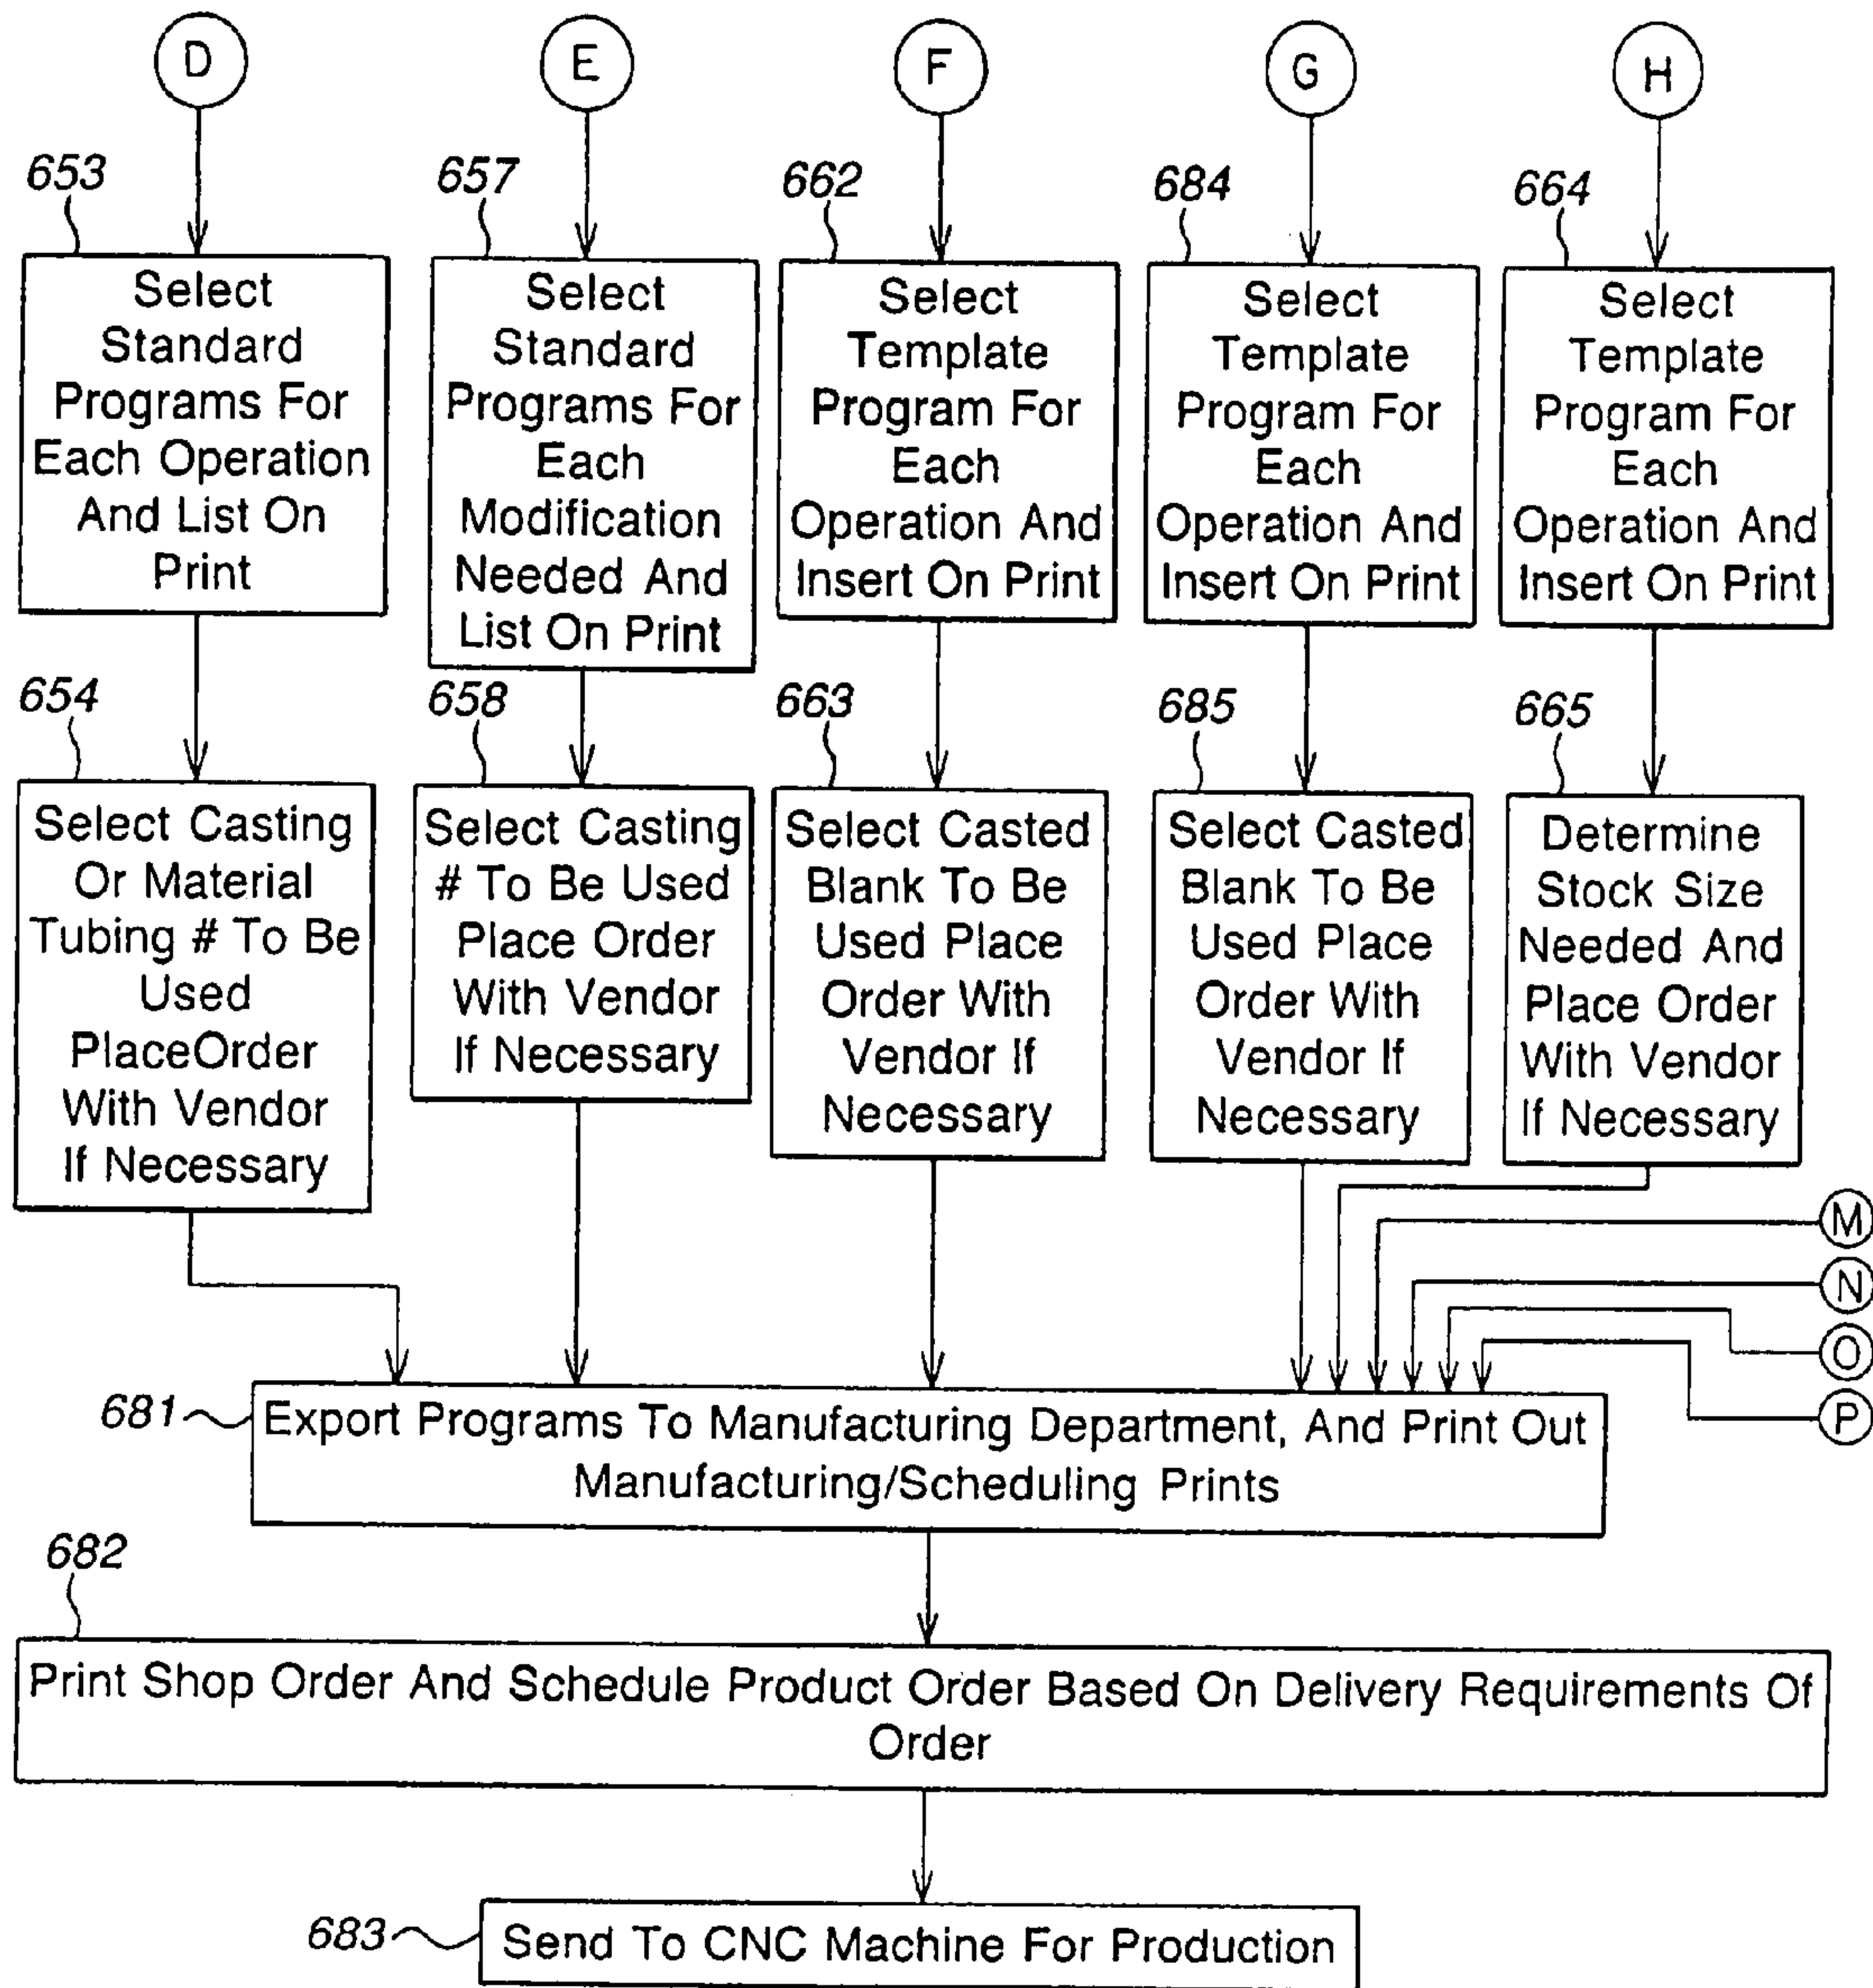 D
E
F
G
H
653
657
662
684
664
Select
Standard
Programs For
Each Operation
And List On
Print
Select
Standard
Programs For
Each
Modification
Needed And
List On Print
Select
Template
Program For
Each
Operation And
Insert On Print
Select
Template
Program For
Each
Operation And
Insert On Print
Select
Template
Program For
Each
Operation And
Insert On Print
654
658
663
685
665
Select Casting
Or Material
Tubing # To Be
Used
PlaceOrder
With Vendor
If Necessary
Select Casting
# To Be Used
Place Order
With Vendor
If Necessary
Select Casted
Blank To Be
Used Place
Order With
Vendor If
Necessary
Select Casted
Blank To Be
Used Place
Order With
Vendor If
Necessary
Determine
Stock Size
Needed And
Place Order
With Vendor
If Necessary
M
N
O
P
681
Export Programs To Manufacturing Department, And Print Out
Manufacturing/Scheduling Prints
682
Print Shop Order And Schedule Product Order Based On Delivery Requirements Of
Order
683
Send To CNC Machine For Production